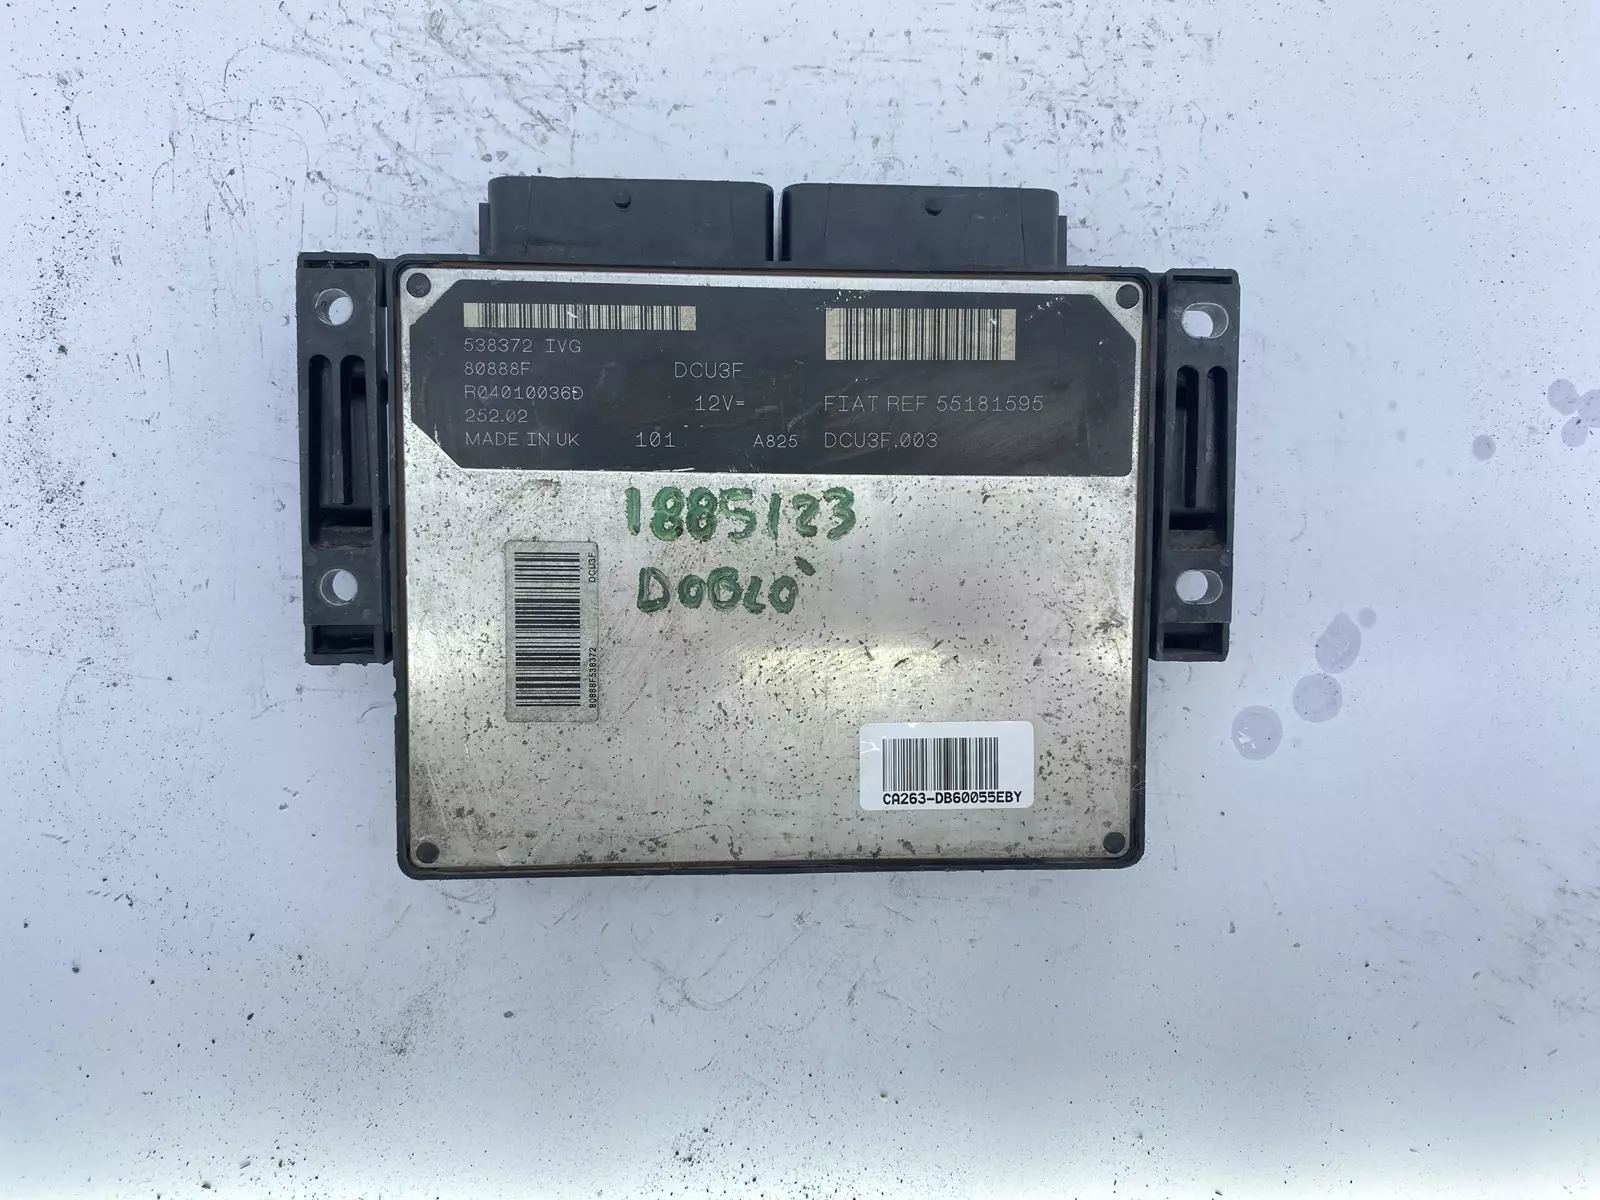 538372 IVG
80888F
DCU3F
R04010036D
12V=
FIAT REF 55181595
252.02
MADE IN UK
101
A825
DCU3F.003
1885123
DOBLO`
DCU3F
80888F538372
CA263-DB60055EBY